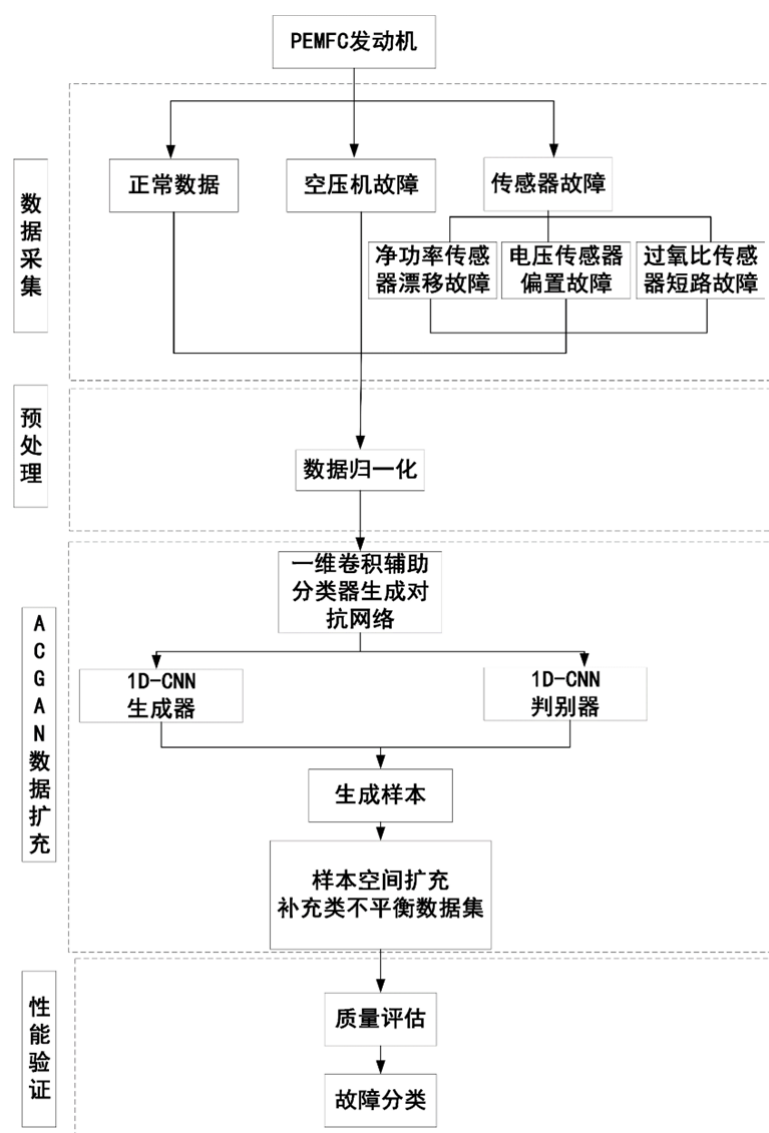 PEMFC发动机
数据采集
正常数据
空压机故障
传感器故障
净功率传感
器漂移故障
电压传感器
偏置故障
过氧比传感
器短路故障
预处理
数据归一化
ACGAN数据扩充
一维卷积辅助
分类器生成对
抗网络
1D-CNN
生成器
1D-CNN
判别器
生成样本
样本空间扩充
补充类不平衡数据集
性能验证
质量评估
故障分类